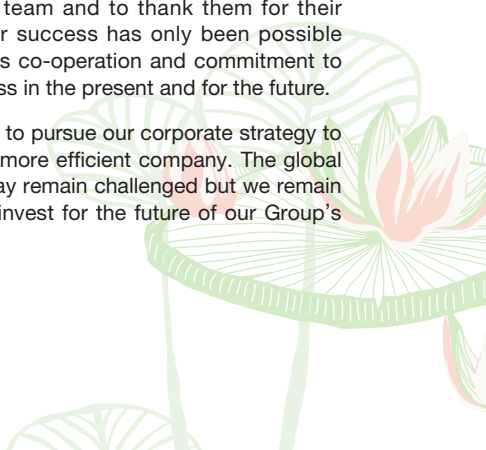 team and to thank them for their
r success has only been possible
s co-operation and commitment to
ss in the present and for the future.
to pursue our corporate strategy to
more efficient company. The global
ay remain challenged but we remain
invest for the future of our Group's